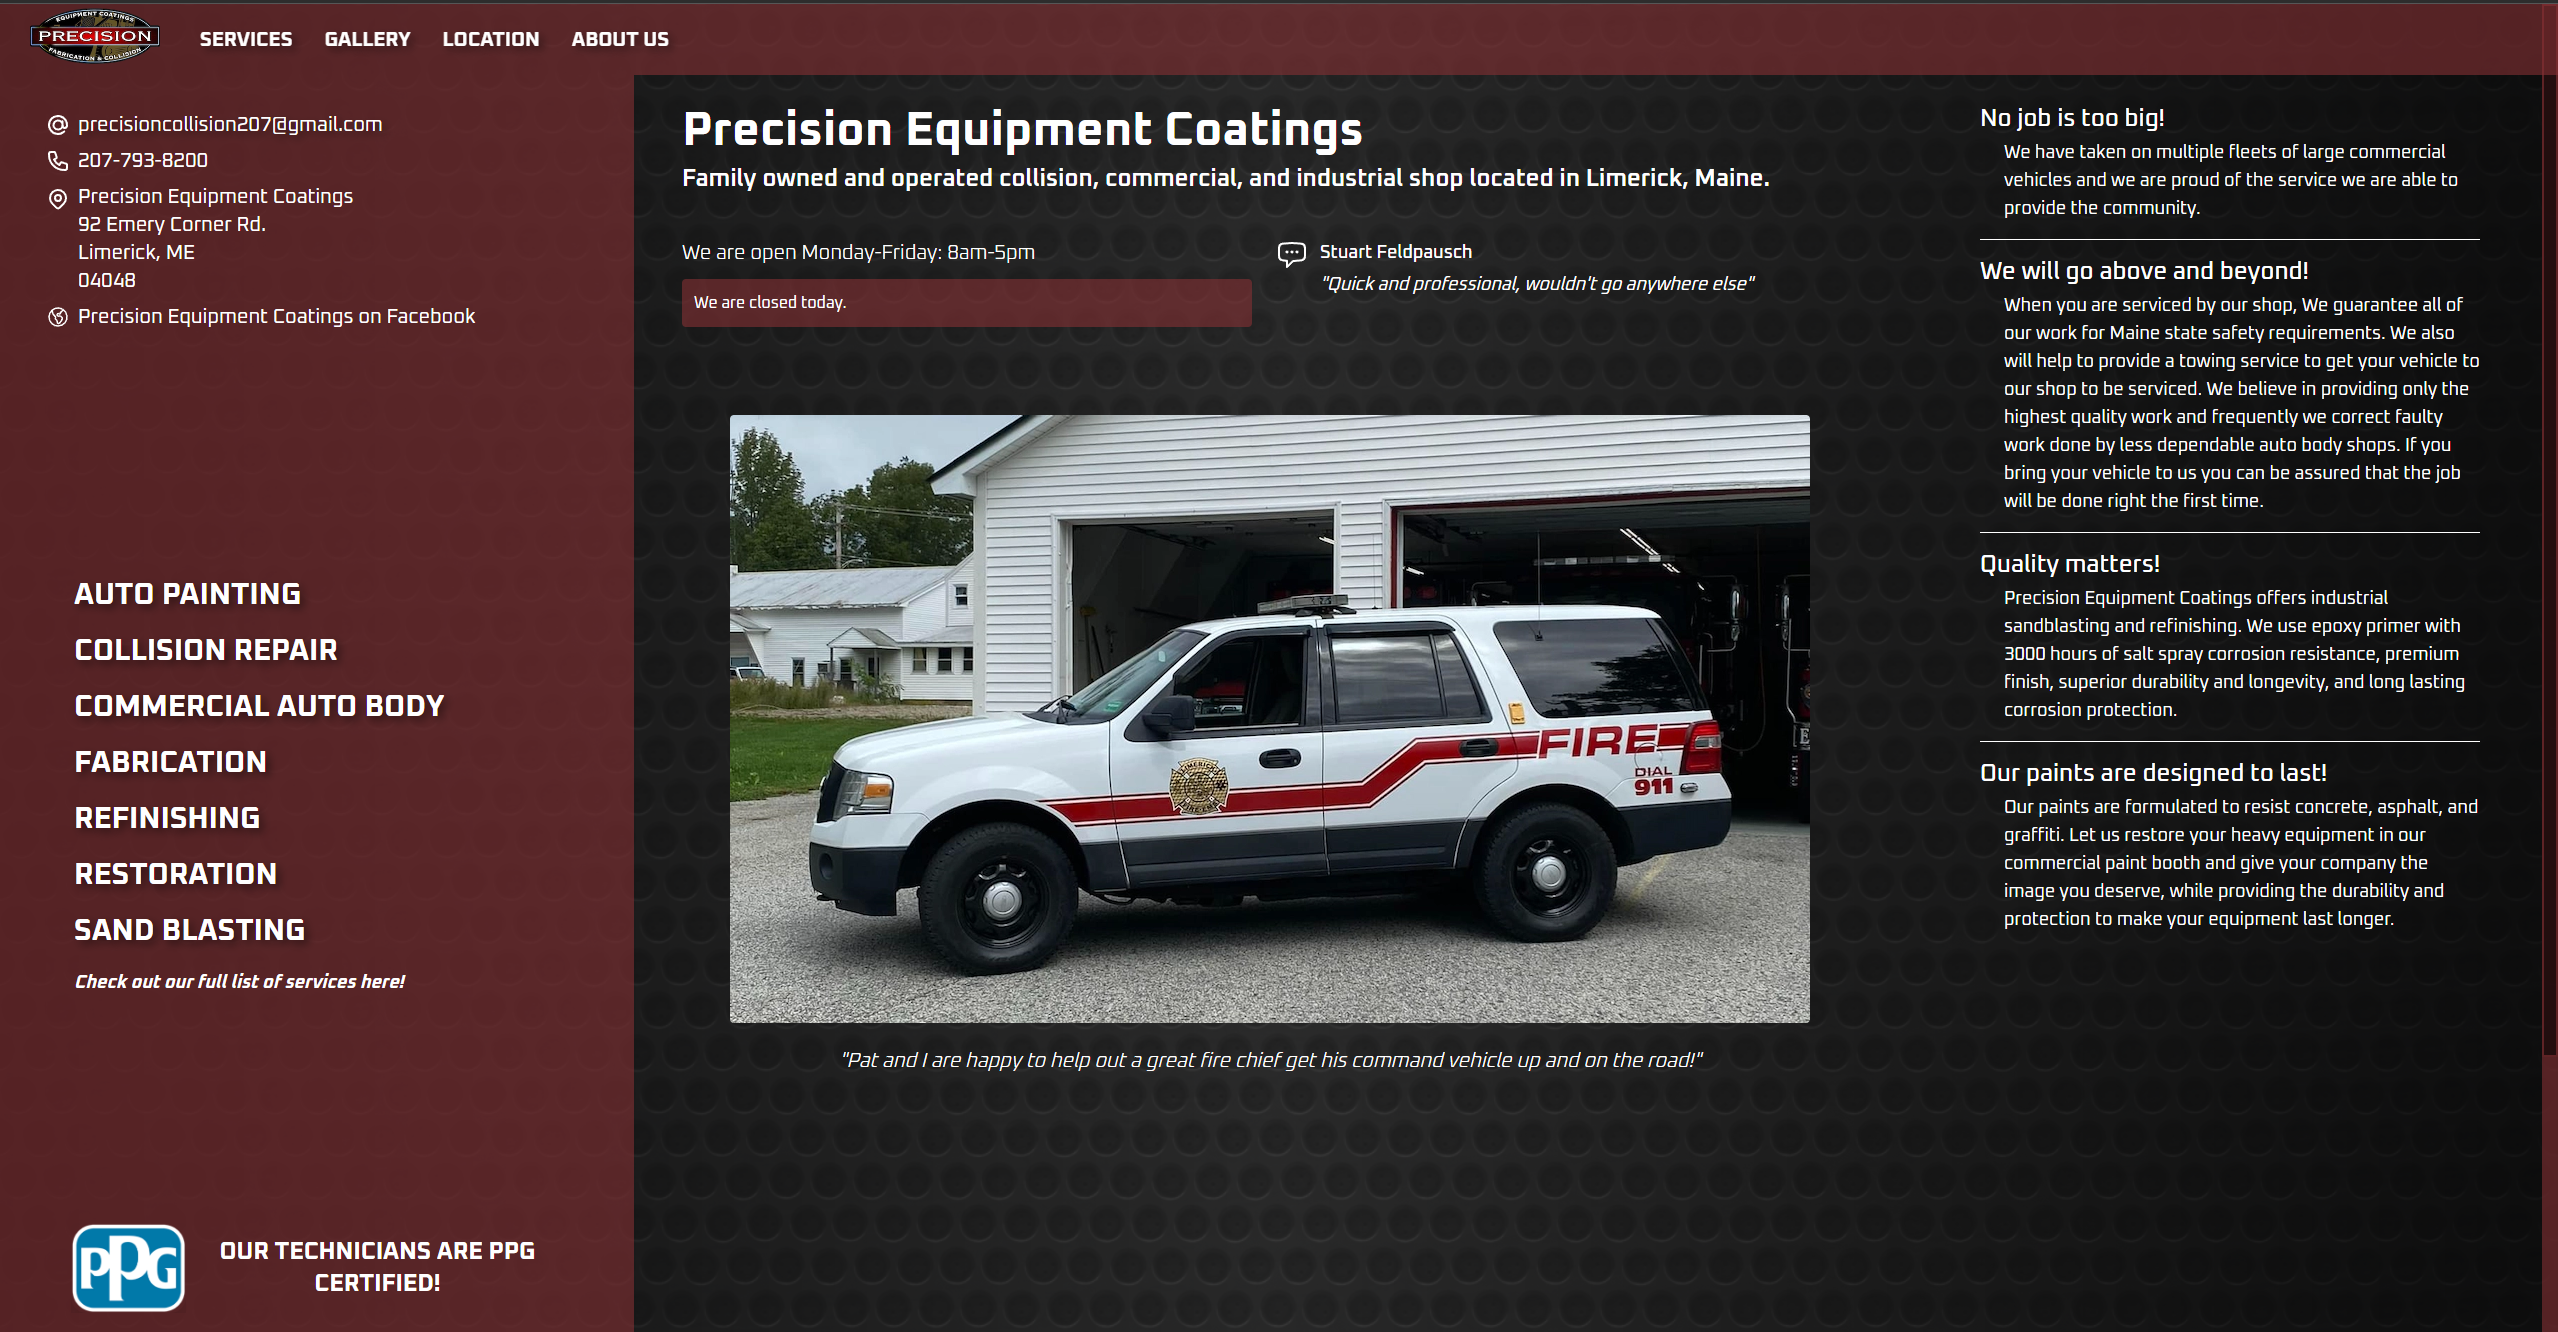 EQUIPMENT COATINGS
PRECISION
FABRICATION & COLLISION
SERVICES GALLERY LOCATION ABOUT US
precisioncollision207@gmail.com
207-793-8200
Precision Equipment Coatings
92 Emery Corner Rd.
Limerick, ME
04048
Precision Equipment Coatings on Facebook
AUTO PAINTING
COLLISION REPAIR
COMMERCIAL AUTO BODY
FABRICATION
REFINISHING
RESTORATION
SAND BLASTING
Check out our full list of services here!
PPG
OUR TECHNICIANS ARE PPG
CERTIFIED!
Precision Equipment Coatings
Family owned and operated collision, commercial, and industrial shop located in Limerick, Maine.
We are open Monday-Friday: 8am-5pm
We are closed today.
Stuart Feldpausch
"Quick and professional, wouldn't go anywhere else"
LIMERICK
FIRE
DIAL
911
"Pat and I are happy to help out a great fire chief get his command vehicle up and on the road!"
No job is too big!
We have taken on multiple fleets of large commercial
vehicles and we are proud of the service we are able to
provide the community.
We will go above and beyond!
When you are serviced by our shop, We guarantee all of
our work for Maine state safety requirements. We also
will help to provide a towing service to get your vehicle to
our shop to be serviced. We believe in providing only the
highest quality work and frequently we correct faulty
work done by less dependable auto body shops. If you
bring your vehicle to us you can be assured that the job
will be done right the first time.
Quality matters!
Precision Equipment Coatings offers industrial
sandblasting and refinishing. We use epoxy primer with
3000 hours of salt spray corrosion resistance, premium
finish, superior durability and longevity, and long lasting
corrosion protection.
Our paints are designed to last!
Our paints are formulated to resist concrete, asphalt, and
graffiti. Let us restore your heavy equipment in our
commercial paint booth and give your company the
image you deserve, while providing the durability and
protection to make your equipment last longer.